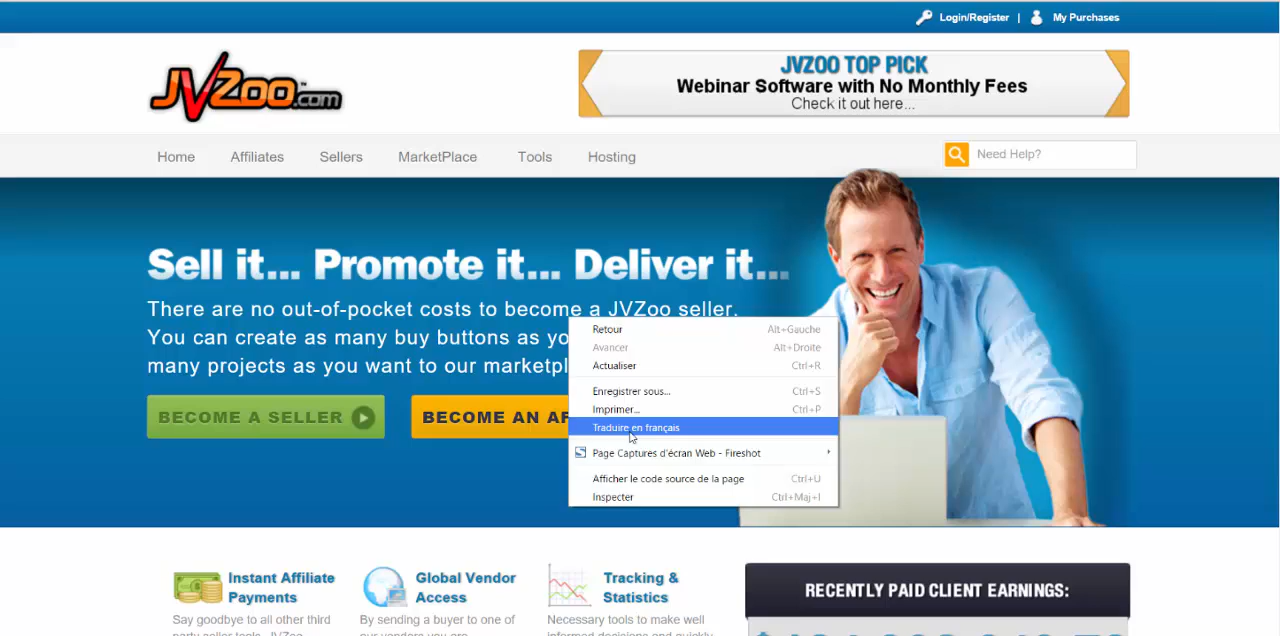 Login/Register | My Purchases
JVZoo.com
JVZOO TOP PICK
Webinar Software with No Monthly Fees
Check it out here...
Home Affiliates Sellers MarketPlace Tools Hosting
Need Help?
Sell it... Promote it... Deliver it...
There are no out-of-pocket costs to become a JVZoo seller.
You can create as many buy buttons as
many projects as you want to our
BECOME A SELLER
BECOME AN
Retour Alt+Gauche
Avancer Alt+Droite
Actualiser Ctrl+R
Enregistrer sous... Ctrl+S
Imprimer... Ctrl+P
Traduire en français
Page Captures d'écran Web - Fireshot
Afficher le code source de la page Ctrl+U
Inspecter Ctrl+Maj+I
Instant Affiliate
Payments
Say goodbye to all other third
Global Vendor
Access
By sending a buyer to one of
Tracking &
Statistics
Necessary tools to make well
RECENTLY PAID CLIENT EARNINGS: